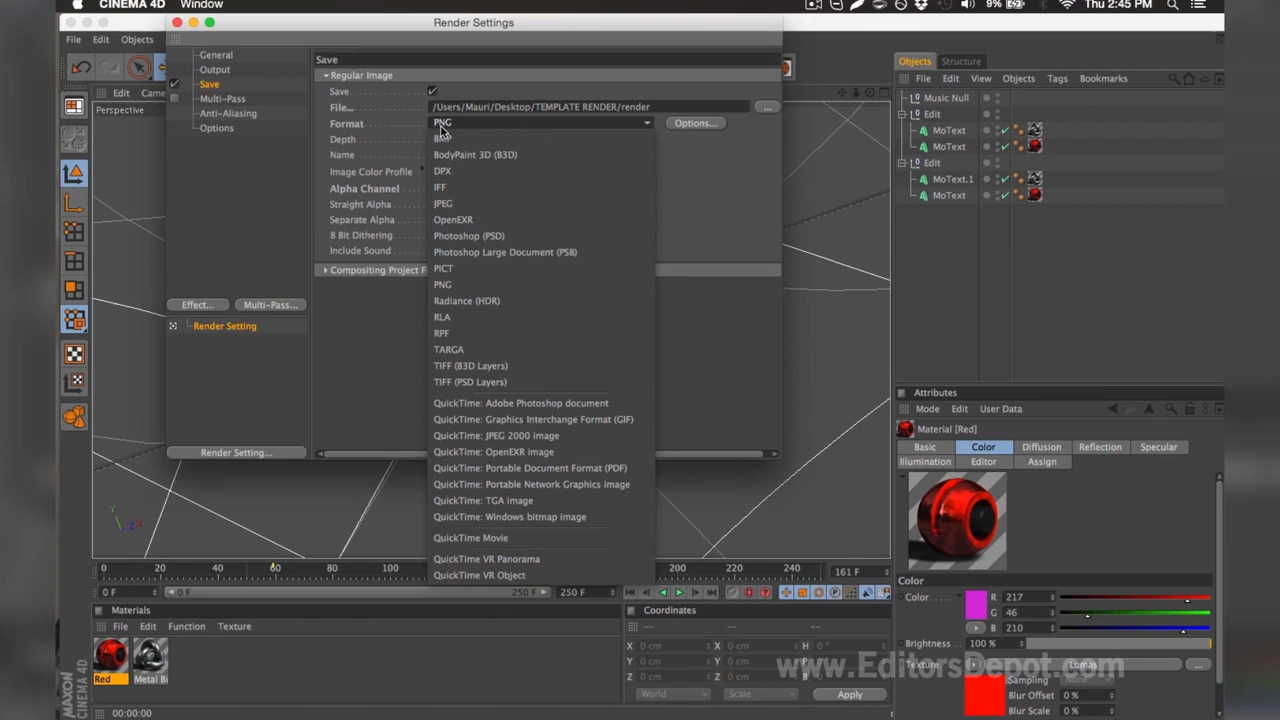 CINEMA 4D Window
9% Thu 2:45 PM
Render Settings
File Edit Objects
General
Output
Save
Multi-Pass
Anti-Aliasing
Options
Effect... Multi-Pass...
Render Setting
Render Setting...
Save
Regular Image
Save
File... /Users/Mauri/Desktop/TEMPLATE RENDER/render ...
Format PNG Options...
Depth
Name
Image Color Profile
Alpha Channel
Straight Alpha
Separate Alpha
8 Bit Dithering
Include Sound
Compositing Project F
BMP
BodyPaint 3D (B3D)
DPX
IFF
JPEG
OpenEXR
Photoshop (PSD)
Photoshop Large Document (PSB)
PICT
PNG
Radiance (HDR)
RLA
RPF
TARGA
TIFF (B3D Layers)
TIFF (PSD Layers)
QuickTime: Adobe Photoshop document
QuickTime: Graphics Interchange Format (GIF)
QuickTime: JPEG 2000 image
QuickTime: OpenEXR image
QuickTime: Portable Document Format (PDF)
QuickTime: Portable Network Graphics image
QuickTime: TGA image
QuickTime: Windows bitmap image
QuickTime Movie
QuickTime VR Panorama
QuickTime VR Object
Perspective
Edit Came
Y Z X
Objects Structure
File Edit View Objects Tags Bookmarks
Music Null
Edit
MoText
MoText
Edit
MoText.1
MoText
Attributes
Mode Edit User Data
Material [Red]
Basic Color Diffusion Reflection Specular
Illumination Editor Assign
Color
Color R 217
G 46
B 210
Brightness 100 %
Texture Lumas ...
Sampling None
Blur Offset 0 %
Blur Scale 0 %
0 20 40 60 80 100 200 220 240 161 F
0 F 0 F 250 F 250 F
Materials
File Edit Function Texture
Red Metal Br
Coordinates
-- -- --
X 0 cm X 0 cm H 0 °
Y 0 cm Y 0 cm P 0 °
Z 0 cm Z 0 cm B 0 °
World Scale Apply
www.EditorsDepot.com
MAXON
CINEMA 4D
00:00:00